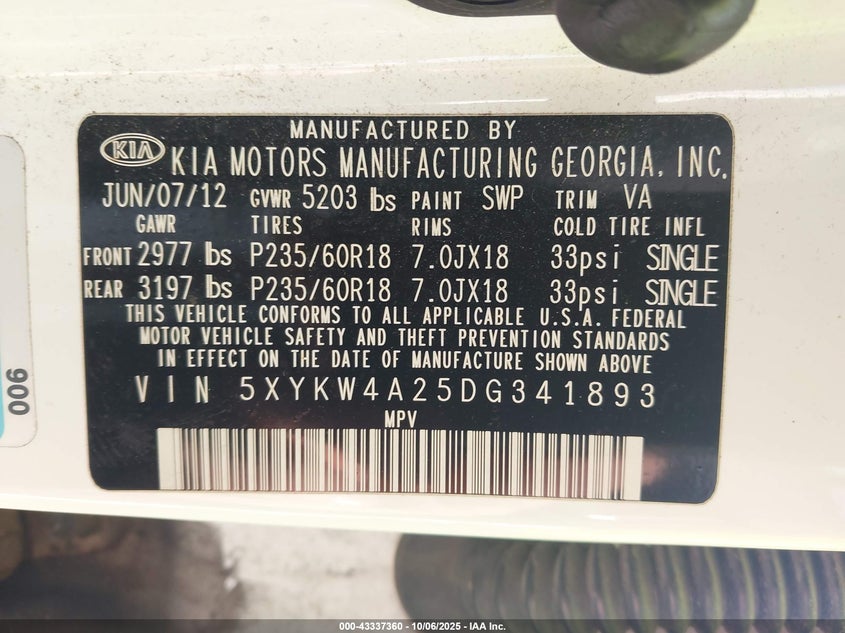 MANUFACTURED BY
KIA KIA MOTORS MANUFACTURING GEORGIA, INC.
JUN/07/12 GVWR 5203 lbs PAINT SWP TRIM VA
GAWR TIRES RIMS COLD TIRE INFL
FRONT 2977 lbs P235/60R18 7.0JX18 33psi SINGLE
REAR 3197 lbs P235/60R18 7.0JX18 33psi SINGLE
THIS VEHICLE CONFORMS TO ALL APPLICABLE U.S.A. FEDERAL
MOTOR VEHICLE SAFETY AND THEFT PREVENTION STANDARDS
IN EFFECT ON THE DATE OF MANUFACTURE SHOWN ABOVE
VIN 5XYKW4A25DG341893
MPV
006
000-43337360 - 10/06/2025 - IAA Inc.